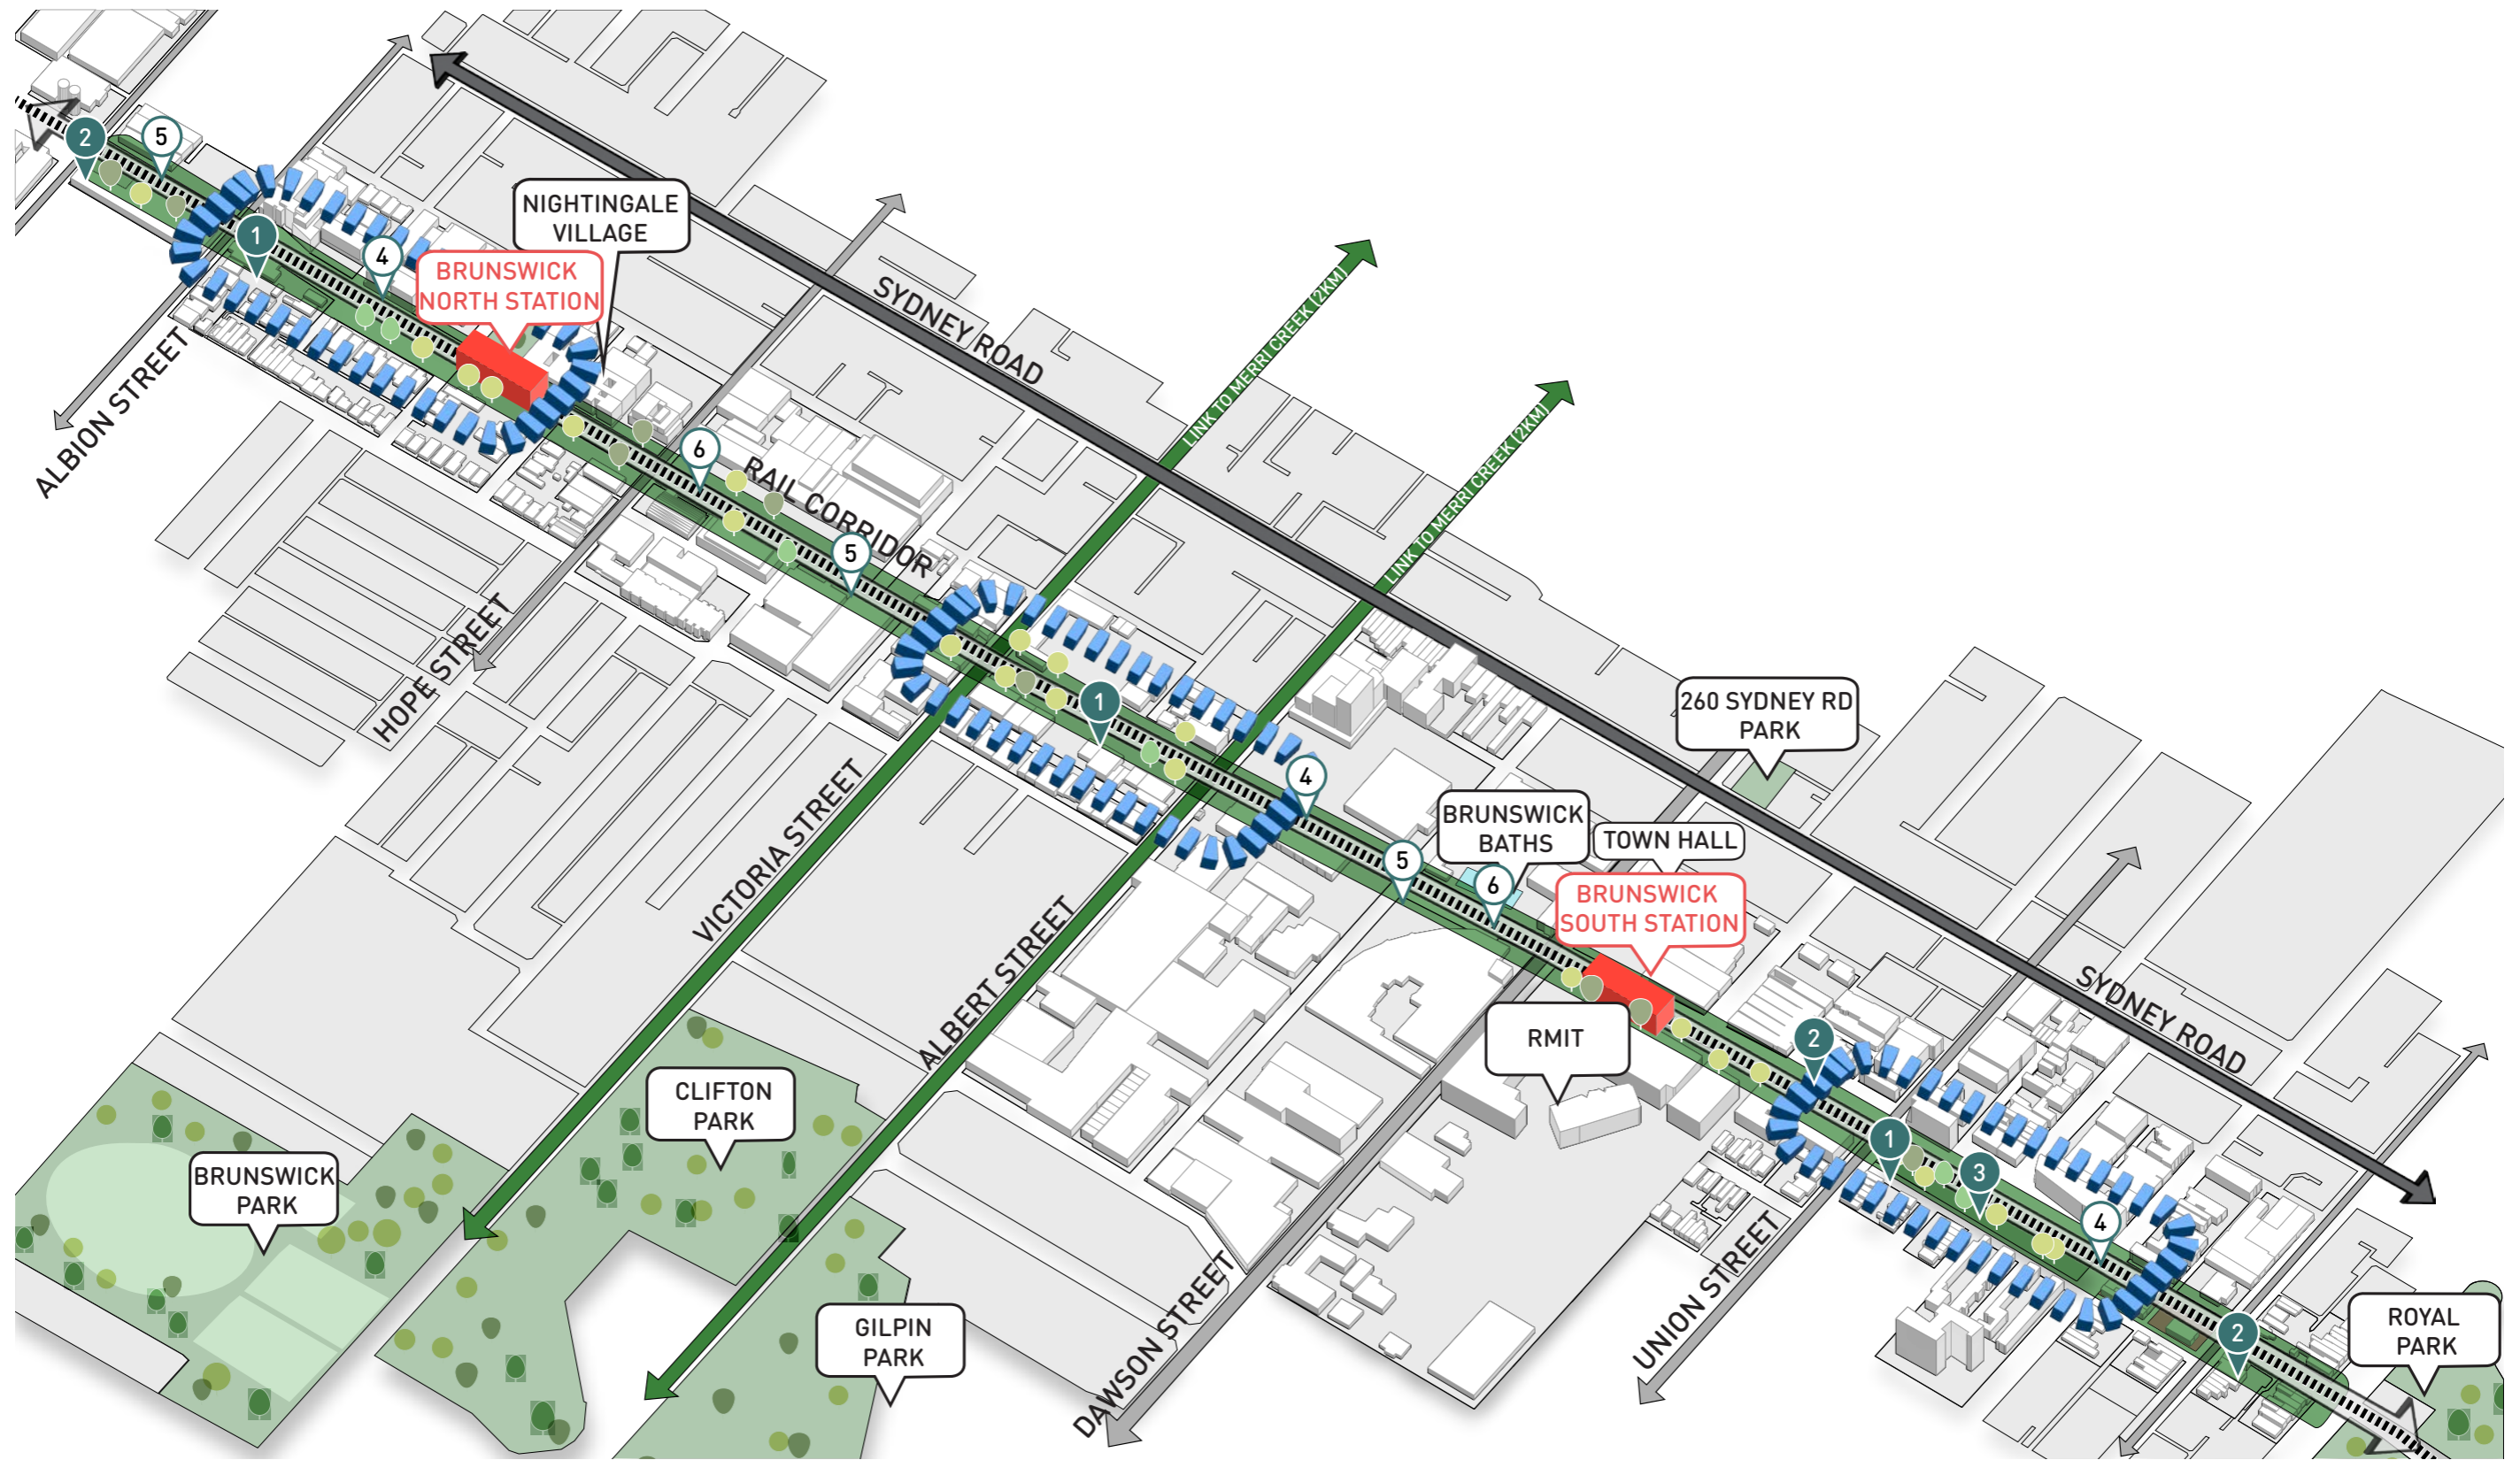 2
5
1
4
NIGHTINGALE
VILLAGE
BRUNSWICK
NORTH STATION
ALBION STREET
SYDNEY ROAD
LINK TO MERRI CREEK (2KM)
LINK TO MERRI CREEK (2KM)
6
RAIL CORRIDOR
5
HOPE STREET
1
4
260 SYDNEY RD
PARK
VICTORIA STREET
5
6
BRUNSWICK
BATHS
TOWN HALL
BRUNSWICK
SOUTH STATION
ALBERT STREET
RMIT
2
SYDNEY ROAD
CLIFTON
PARK
1
3
4
BRUNSWICK
PARK
UNION STREET
DAWSON STREET
GILPIN
PARK
2
ROYAL
PARK